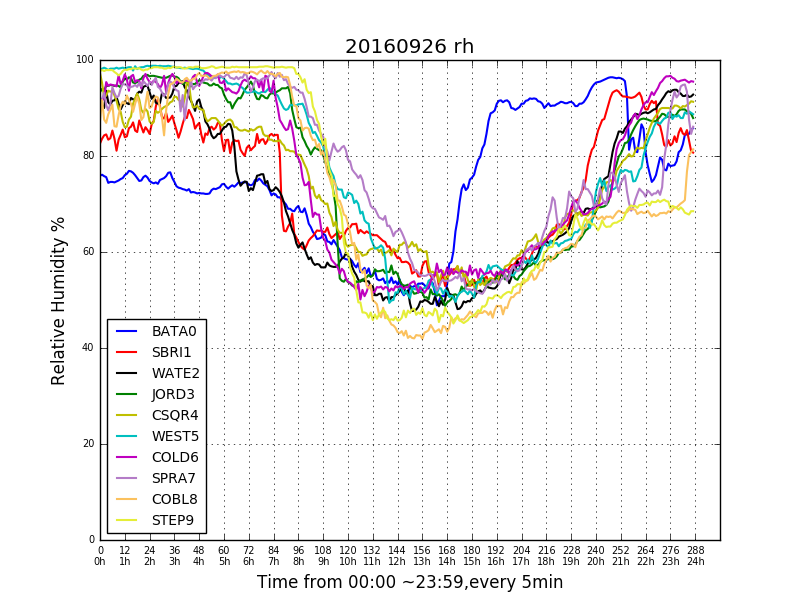 20160926 rh
100
80
60
40
20
0
Relative Humidity %
BATA0
SBRI1
WATE2
JORD3
CSQR4
WEST5
COLD6
SPRA7
COBL8
STEP9
0 12 24 36 48 60 72 84 96 108 120 132 144 156 168 180 192 204 216 228 240 252 264 276 288
0h 1h 2h 3h 4h 5h 6h 7h 8h 9h 10h 11h 12h 13h 14h 15h 16h 17h 18h 19h 20h 21h 22h 23h 24h
Time from 00:00 ~23:59,every 5min